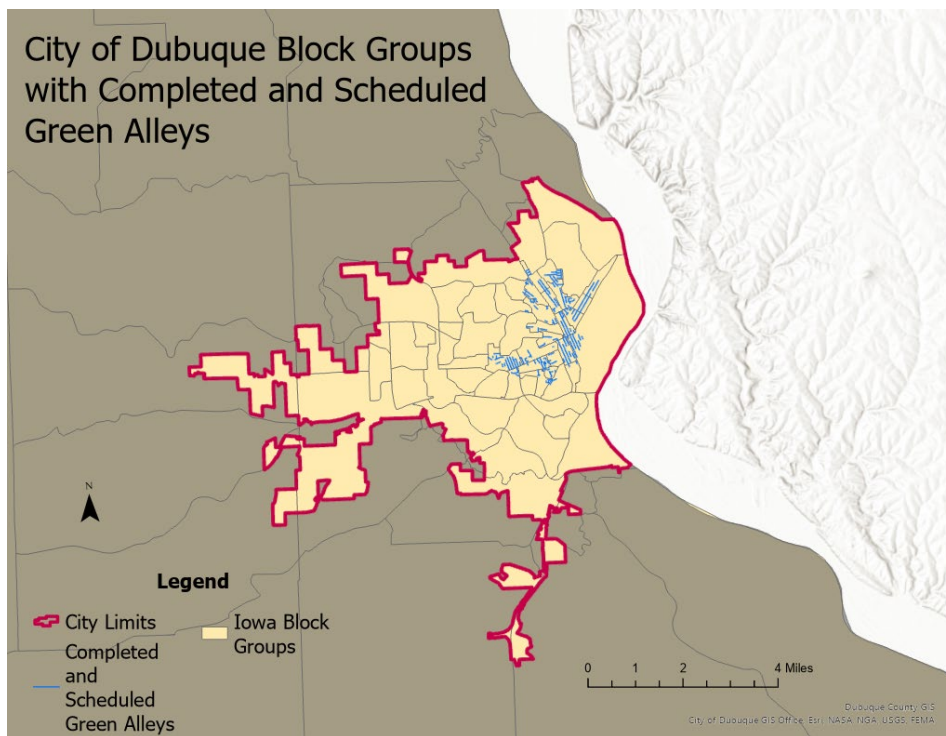 City of Dubuque Block Groups
with Completed and Scheduled
Green Alleys
N
Legend
City Limits
Completed
and
Scheduled
Green Alleys
Iowa Block
Groups
0 1 2 4 Miles
Dubuque County GIS
City of Dubuque GIS Office, Esri, NASA, NGA, USGS, FEMA